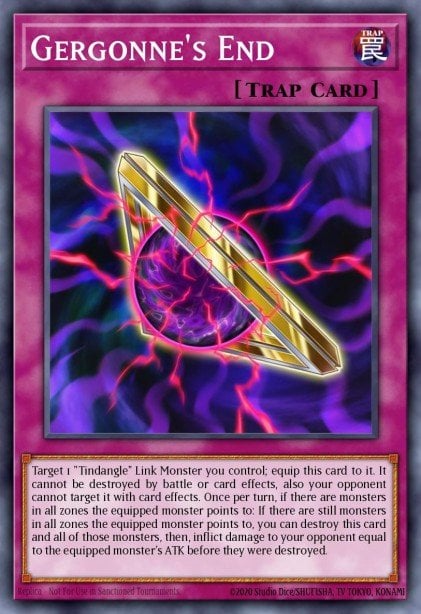 Gergonne's End
TRAP
罠
[Trap Card]
Target 1 "Tindangle" Link Monster you control; equip this card to it. It
cannot be destroyed by battle or card effects, also your opponent
cannot target it with card effects. Once per turn, if there are monsters
in all zones the equipped monster points to: If there are still monsters
in all zones the equipped monster points to, you can destroy this card
and all of those monsters, then, inflict damage to your opponent equal
to the equipped monster's ATK before they were destroyed.
Replica - Not For Use in Sanctioned Tournaments
©2020 Studio Dice/SHUEISHA, TV TOKYO, KONAMI